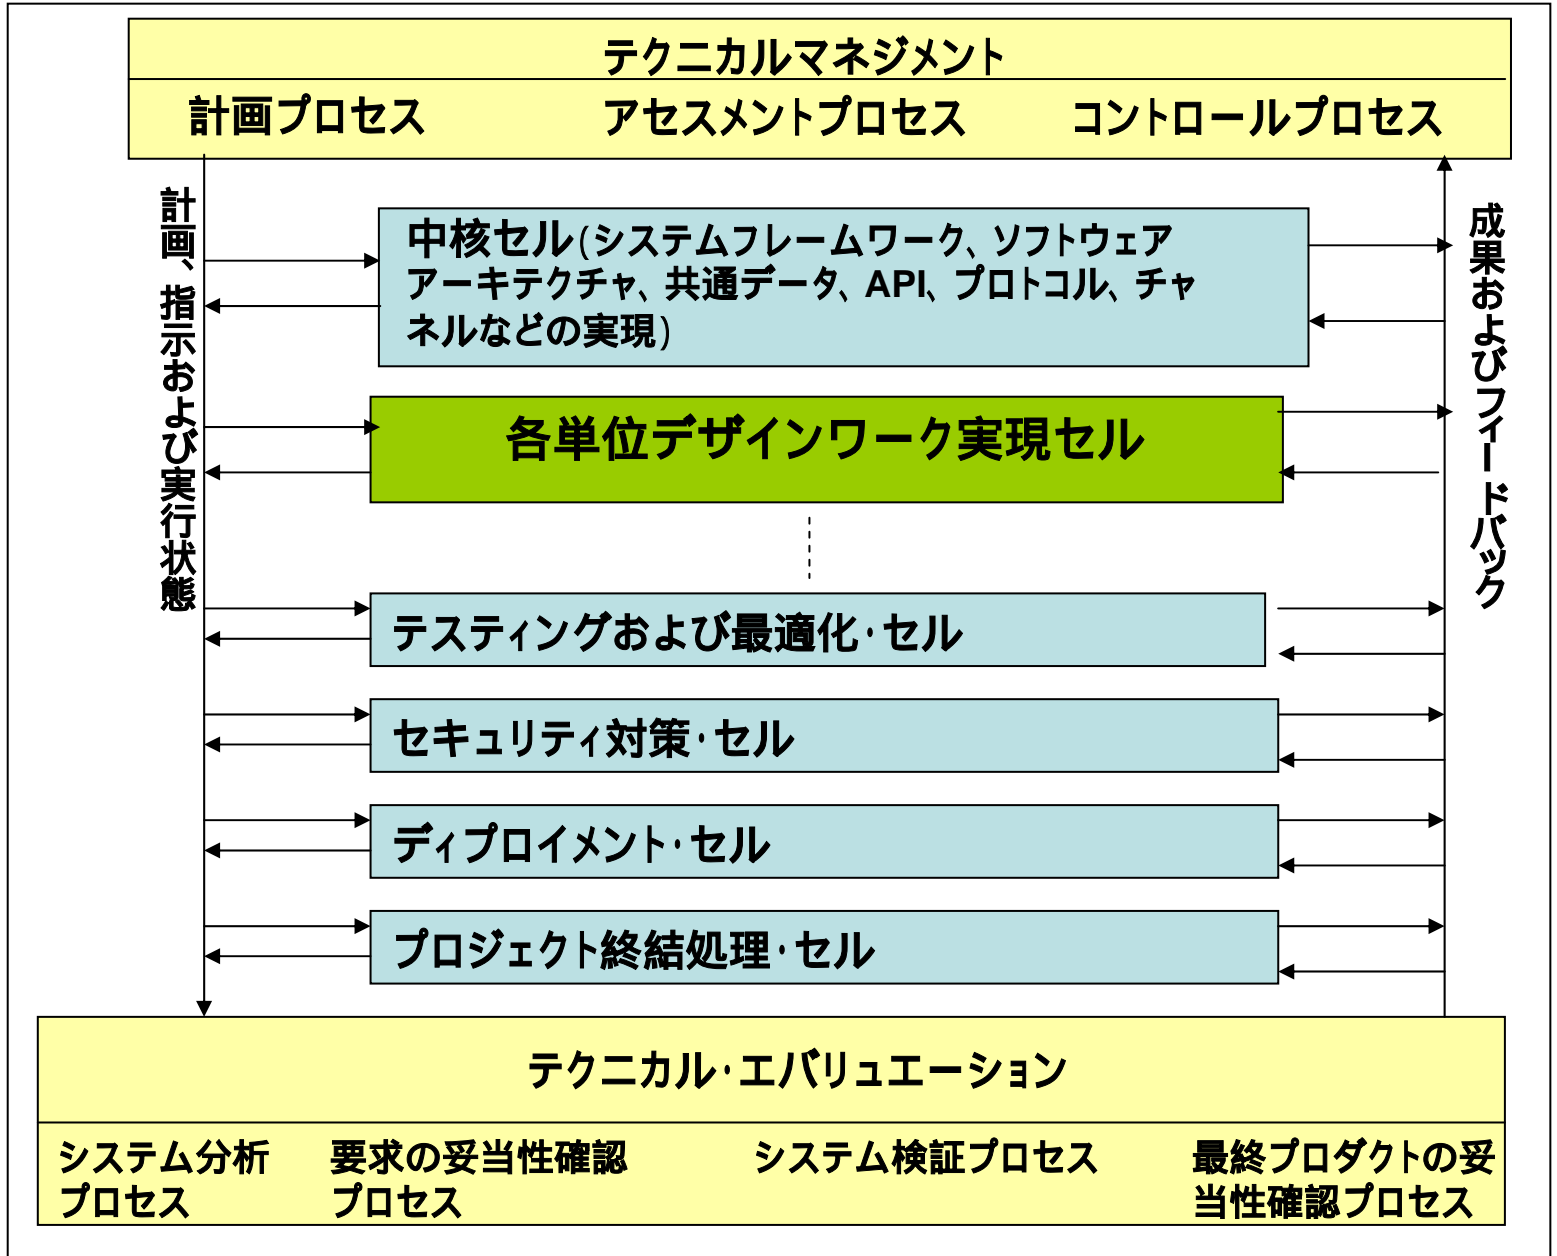 テクニカルマネジメント
計画プロセス アセスメントプロセス コントロールプロセス
計画、指示および実行状態
中核セル(システムフレームワーク、ソフトウェア
アーキテクチャ、共通データ、API、プロトコル、チャ
ネルなどの実現)
成果およびフィードバック
各単位デザインワーク実現セル
テスティングおよび最適化・セル
セキュリティ対策・セル
ディプロイメント・セル
プロジェクト終結処理・セル
テクニカル・エバリュエーション
システム分析
プロセス
要求の妥当性確認
プロセス
システム検証プロセス
最終プロダクトの妥
当性確認プロセス